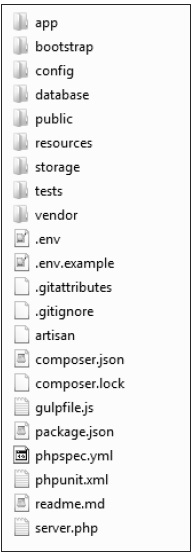 app
bootstrap
config
database
public
resources
storage
tests
vendor
.env
.env.example
.gitattributes
.gitignore
artisan
composer.json
composer.lock
gulpfile.js
package.json
phpspec.yml
phpunit.xml
readme.md
server.php